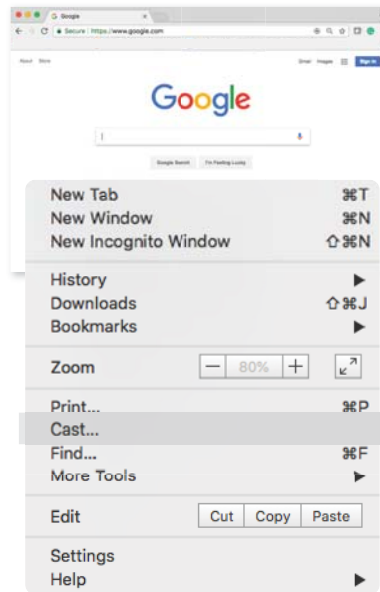 G Google
Secure | https://www.google.com
About Store
Gmail Images Sign in
Google
Google Search I'm Feeling Lucky
New Tab ⌘T
New Window ⌘N
New Incognito Window ⇧⌘N
History ▶
Downloads ⇧⌘J
Bookmarks ▶
Zoom — 80% +
Print... ⌘P
Cast...
Find... ⌘F
More Tools ▶
Edit Cut Copy Paste
Settings
Help ▶